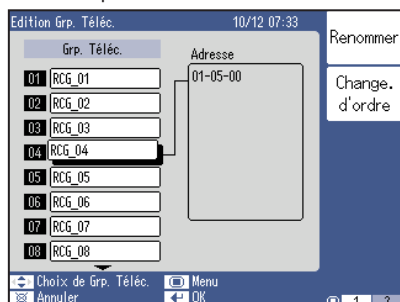 Edition Grp. Téléc. 10/12 07:33
Renommer
Grp. Téléc.
Adresse
01 RCG_01
01-05-00
Change.
d'ordre
02 RCG_02
03 RCG_03
04 RCG_04
05 RCG_05
06 RCG_06
07 RCG_07
08 RCG_08
Choix de Grp. Téléc. Menu
Annuler OK
1 2